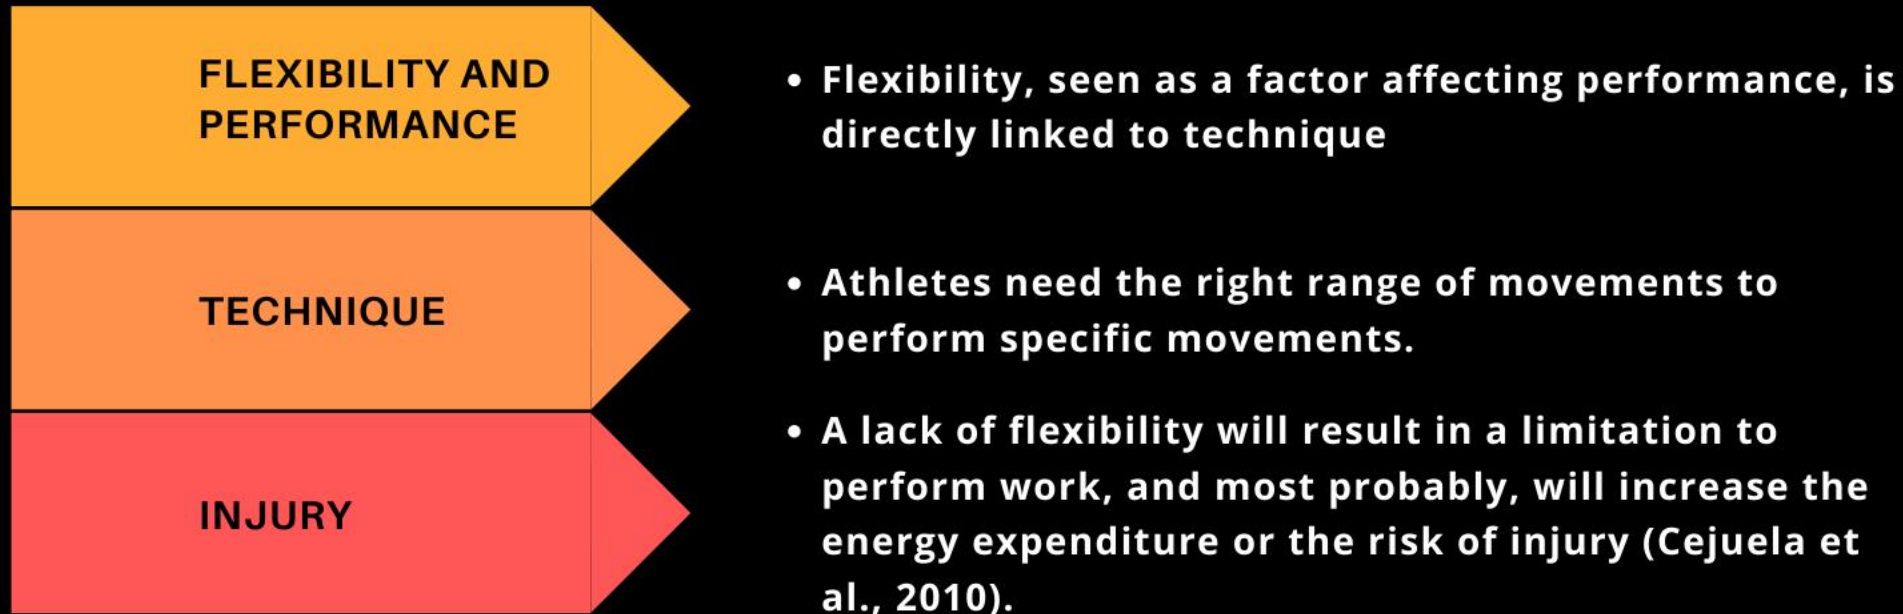 FLEXIBILITY AND
PERFORMANCE
• Flexibility, seen as a factor affecting performance, is
directly linked to technique
TECHNIQUE
• Athletes need the right range of movements to
perform specific movements.
INJURY
• A lack of flexibility will result in a limitation to
perform work, and most probably, will increase the
energy expenditure or the risk of injury (Cejuela et
al., 2010).